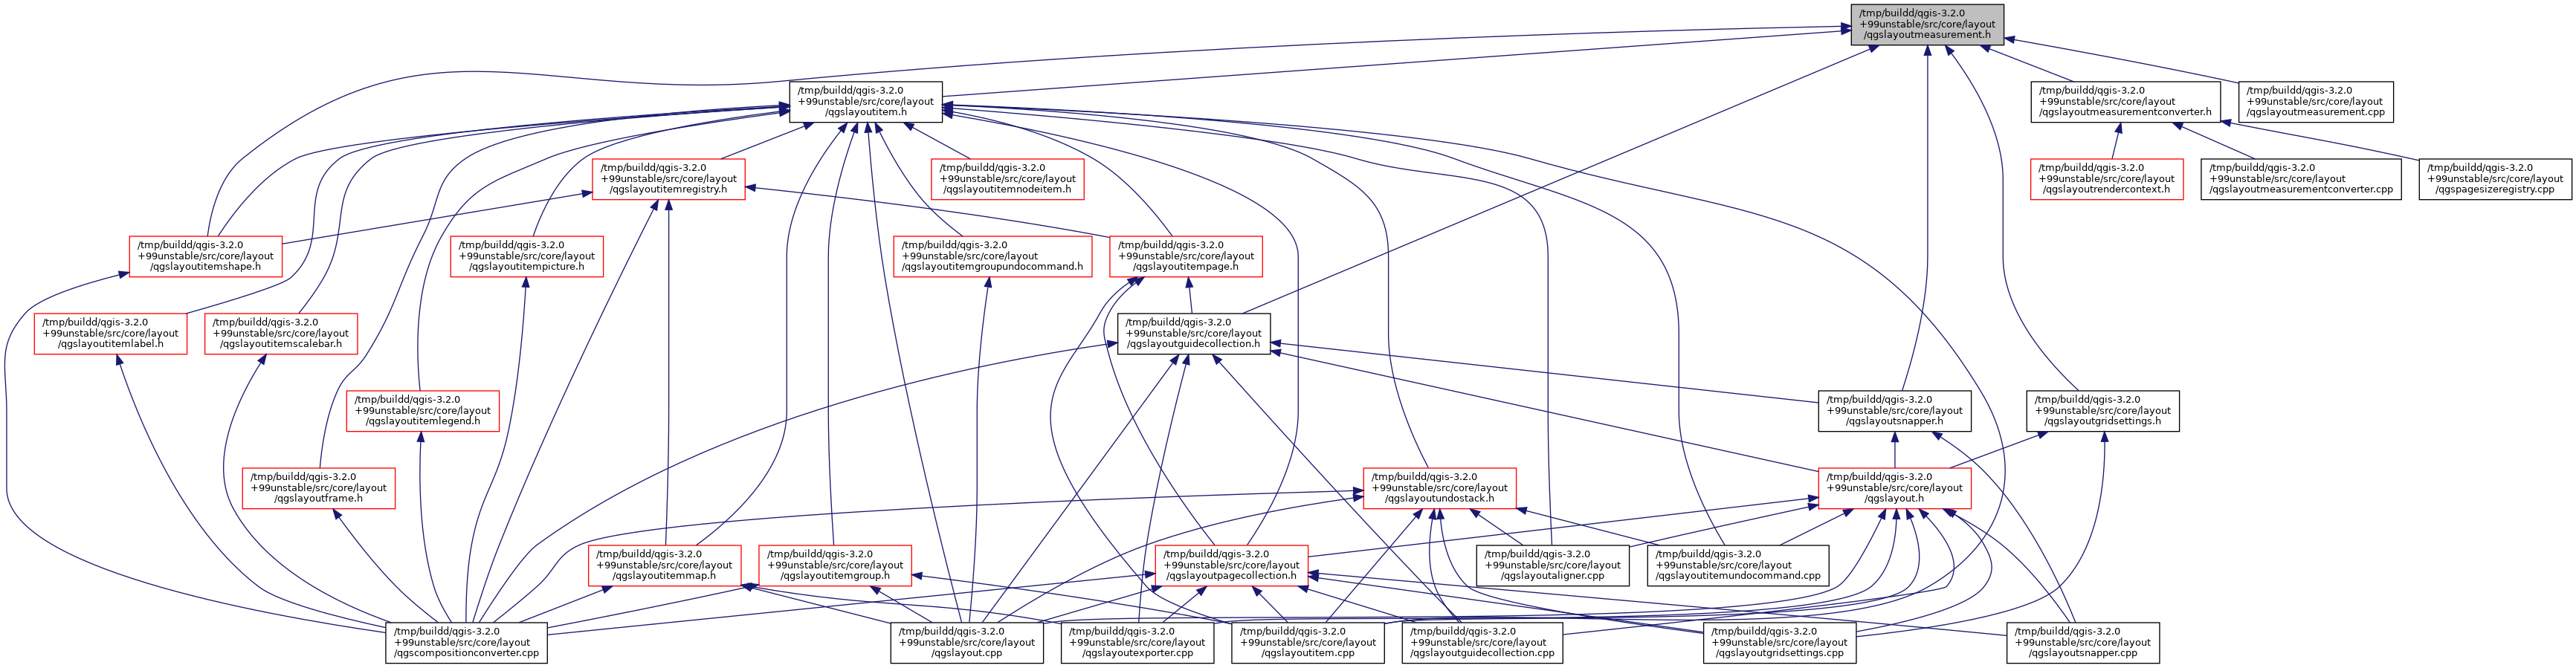 /tmp/buildd/qgis-3.2.0
+99unstable/src/core/layout
/qgslayoutmeasurement.h
/tmp/buildd/qgis-3.2.0
+99unstable/src/core/layout
/qgslayoutitem.h
/tmp/buildd/qgis-3.2.0
+99unstable/src/core/layout
/qgslayoutmeasurementconverter.h
/tmp/buildd/qgis-3.2.0
+99unstable/src/core/layout
/qgslayoutmeasurement.cpp
/tmp/buildd/qgis-3.2.0
+99unstable/src/core/layout
/qgslayoutitemregistry.h
/tmp/buildd/qgis-3.2.0
+99unstable/src/core/layout
/qgslayoutitemnodeitem.h
/tmp/buildd/qgis-3.2.0
+99unstable/src/core/layout
/qgslayoutrendercontext.h
/tmp/buildd/qgis-3.2.0
+99unstable/src/core/layout
/qgslayoutmeasurementconverter.cpp
/tmp/buildd/qgis-3.2.0
+99unstable/src/core/layout
/qgspagesizeregistry.cpp
/tmp/buildd/qgis-3.2.0
+99unstable/src/core/layout
/qgslayoutitemshape.h
/tmp/buildd/qgis-3.2.0
+99unstable/src/core/layout
/qgslayoutitempicture.h
/tmp/buildd/qgis-3.2.0
+99unstable/src/core/layout
/qgslayoutitemgroupundocommand.h
/tmp/buildd/qgis-3.2.0
+99unstable/src/core/layout
/qgslayoutitempage.h
/tmp/buildd/qgis-3.2.0
+99unstable/src/core/layout
/qgslayoutitemlabel.h
/tmp/buildd/qgis-3.2.0
+99unstable/src/core/layout
/qgslayoutitemscalebar.h
/tmp/buildd/qgis-3.2.0
+99unstable/src/core/layout
/qgslayoutguidecollection.h
/tmp/buildd/qgis-3.2.0
+99unstable/src/core/layout
/qgslayoutitemlegend.h
/tmp/buildd/qgis-3.2.0
+99unstable/src/core/layout
/qgslayoutsnapper.h
/tmp/buildd/qgis-3.2.0
+99unstable/src/core/layout
/qgslayoutgridsettings.h
/tmp/buildd/qgis-3.2.0
+99unstable/src/core/layout
/qgslayoutframe.h
/tmp/buildd/qgis-3.2.0
+99unstable/src/core/layout
/qgslayoutundostack.h
/tmp/buildd/qgis-3.2.0
+99unstable/src/core/layout
/qgslayout.h
/tmp/buildd/qgis-3.2.0
+99unstable/src/core/layout
/qgslayoutitemmap.h
/tmp/buildd/qgis-3.2.0
+99unstable/src/core/layout
/qgslayoutitemgroup.h
/tmp/buildd/qgis-3.2.0
+99unstable/src/core/layout
/qgslayoutpagecollection.h
/tmp/buildd/qgis-3.2.0
+99unstable/src/core/layout
/qgslayoutaligner.cpp
/tmp/buildd/qgis-3.2.0
+99unstable/src/core/layout
/qgslayoutitemundocommand.cpp
/tmp/buildd/qgis-3.2.0
+99unstable/src/core/layout
/qgscompositionconverter.cpp
/tmp/buildd/qgis-3.2.0
+99unstable/src/core/layout
/qgslayout.cpp
/tmp/buildd/qgis-3.2.0
+99unstable/src/core/layout
/qgslayoutexporter.cpp
/tmp/buildd/qgis-3.2.0
+99unstable/src/core/layout
/qgslayoutitem.cpp
/tmp/buildd/qgis-3.2.0
+99unstable/src/core/layout
/qgslayoutguidecollection.cpp
/tmp/buildd/qgis-3.2.0
+99unstable/src/core/layout
/qgslayoutgridsettings.cpp
/tmp/buildd/qgis-3.2.0
+99unstable/src/core/layout
/qgslayoutsnapper.cpp